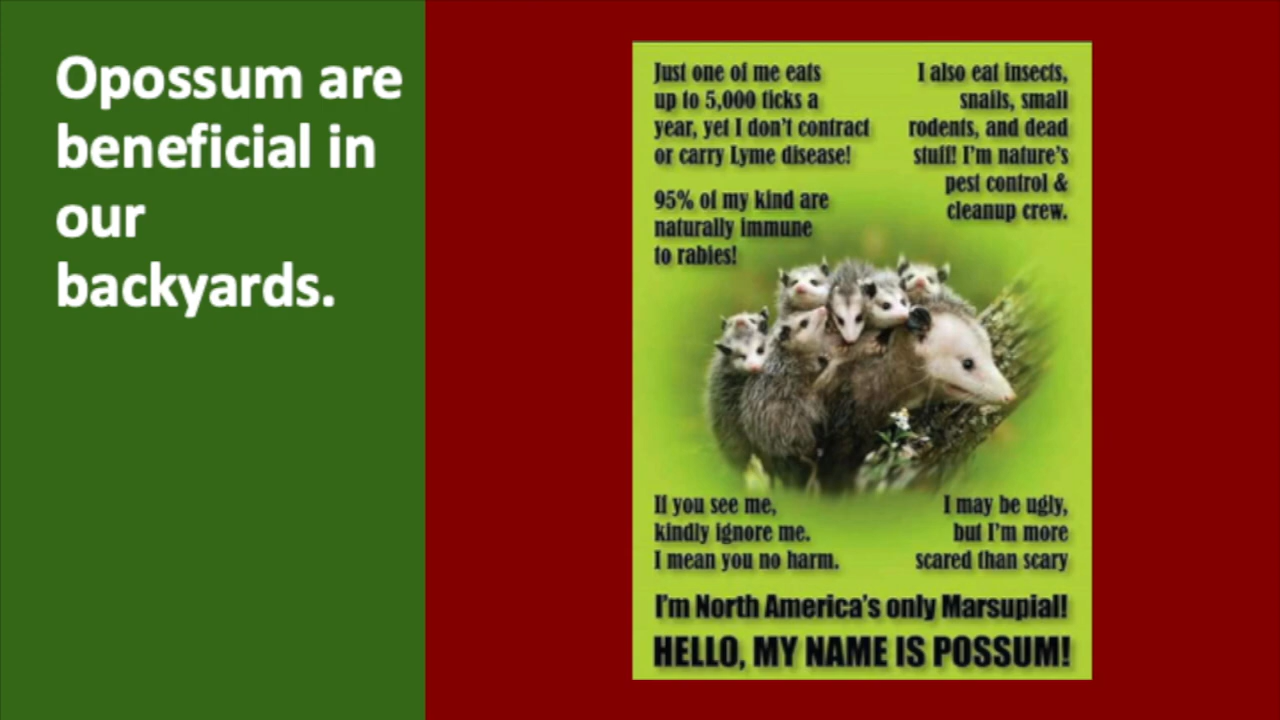 Opossum are
beneficial in
our
backyards.
Just one of me eats
up to 5,000 ticks a
year, yet I don't contract
or carry Lyme disease!
95% of my kind are
naturally immune
to rabies!
I also eat insects,
snails, small
rodents, and dead
stuff! I'm nature's
pest control &
cleanup crew.
If you see me,
kindly ignore me.
I mean you no harm.
I may be ugly,
but I'm more
scared than scary
I'm North America's only Marsupial!
HELLO, MY NAME IS POSSUM!